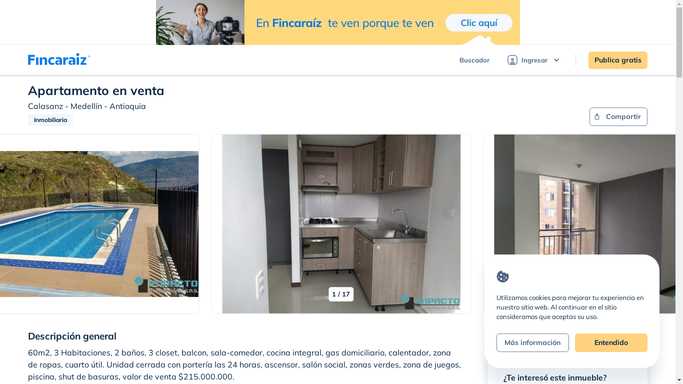 En Fincaraíz te ven porque te ven
Clic aquí
Fincaraíz
Buscador
Ingresar
Publica gratis
Apartamento en venta
Calasanz - Medellín - Antioquia
Inmobiliaria
Compartir
1 / 17
Utilizamos cookies para mejorar tu experiencia en
nuestro sitio web. Al continuar en el sitio
consideramos que aceptas su uso.
Más información
Entendido
Descripción general
60m2, 3 Habitaciones, 2 baños, 3 closet, balcon, sala-comedor, cocina integral, gas domiciliario, calentador, zona
de ropas, cuarto útil. Unidad cerrada con portería las 24 horas, ascensor, salón social, zonas verdes, zona de juegos,
piscina, shut de basuras, valor de venta $215.000.000.
¿Te interesó este inmueble?